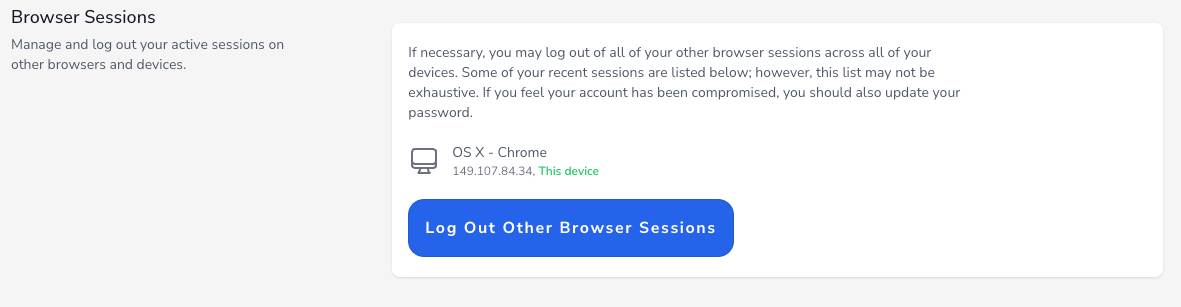 Browser Sessions
Manage and log out your active sessions on
other browsers and devices.
If necessary, you may log out of all of your other browser sessions across all of your
devices. Some of your recent sessions are listed below; however, this list may not be
exhaustive. If you feel your account has been compromised, you should also update your
password.
OS X - Chrome
149.107.84.34, This device
Log Out Other Browser Sessions